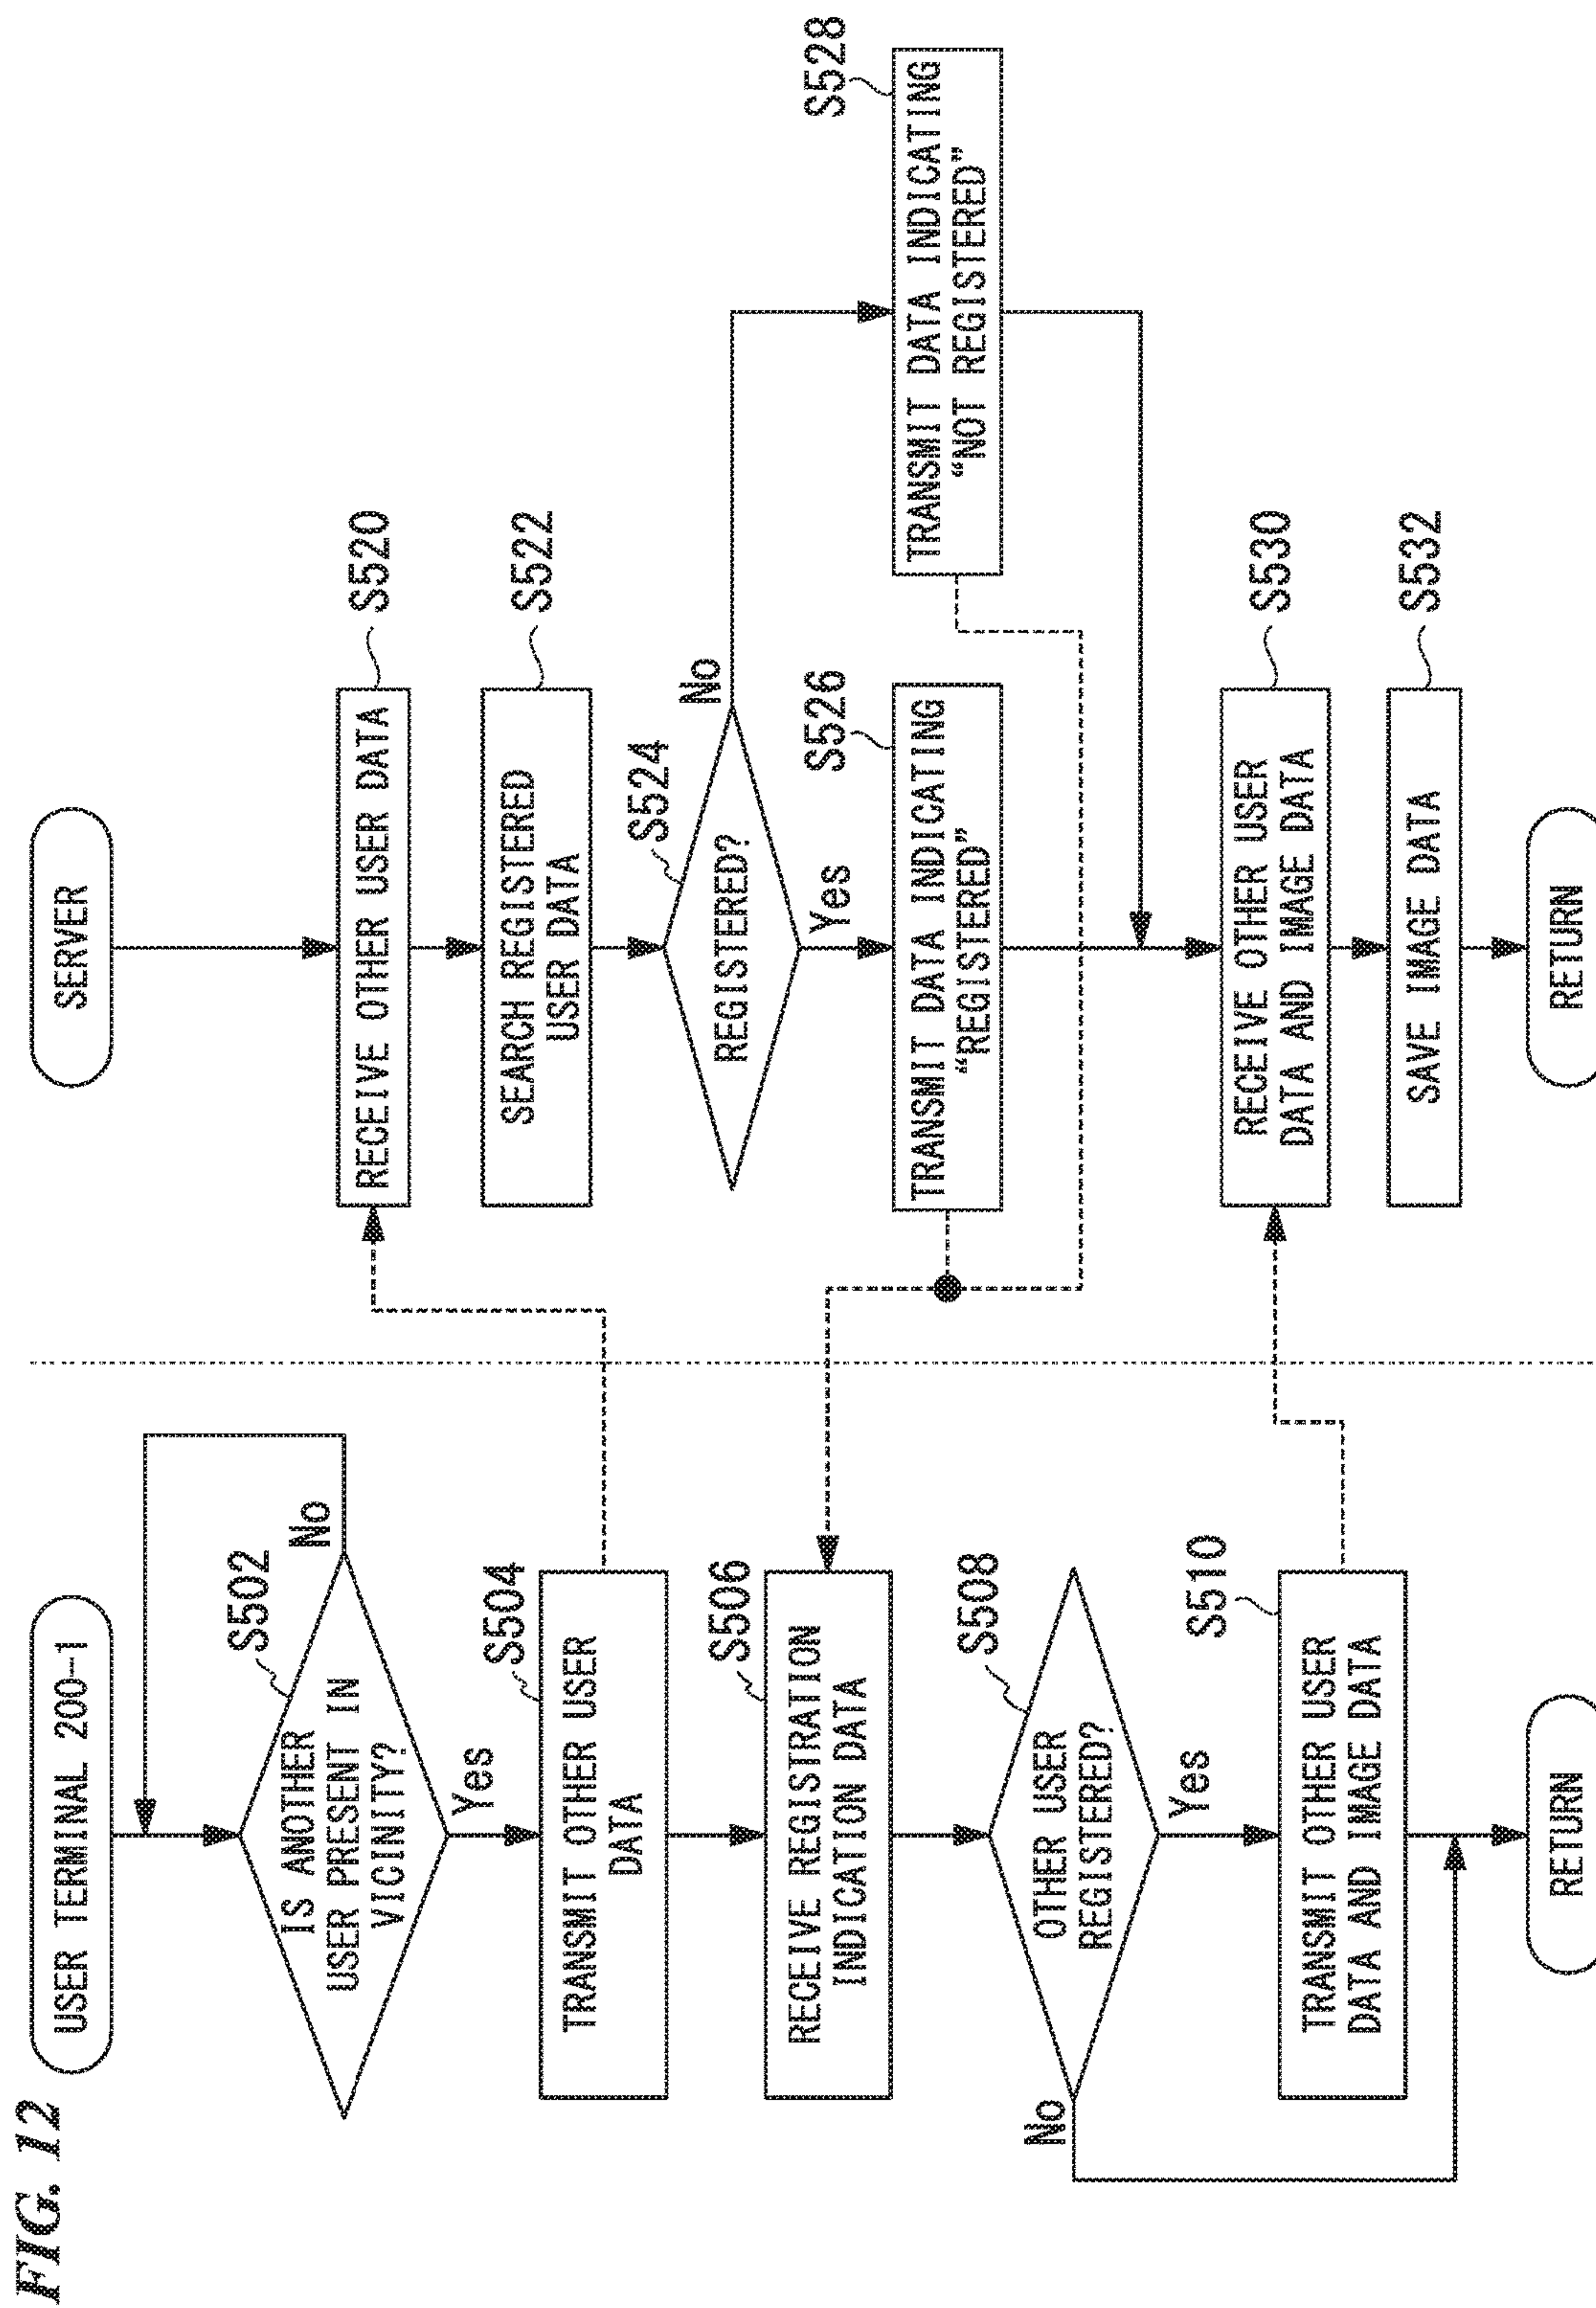 FIG. 12
USER TERMINAL 200-1
S502
IS ANOTHER
USER PRESENT IN
VICINITY?
No
Yes
S504
TRANSMIT OTHER USER
DATA
S506
RECEIVE REGISTRATION
INDICATION DATA
S508
OTHER USER
REGISTERED?
No
Yes
S510
TRANSMIT OTHER USER
DATA AND IMAGE DATA
RETURN
SERVER
S520
RECEIVE OTHER USER DATA
S522
SEARCH REGISTERED
USER DATA
S524
REGISTERED?
No
Yes
S526
TRANSMIT DATA INDICATING
“REGISTERED”
S528
TRANSMIT DATA INDICATING
“NOT REGISTERED”
S530
RECEIVE OTHER USER
DATA AND IMAGE DATA
S532
SAVE IMAGE DATA
RETURN